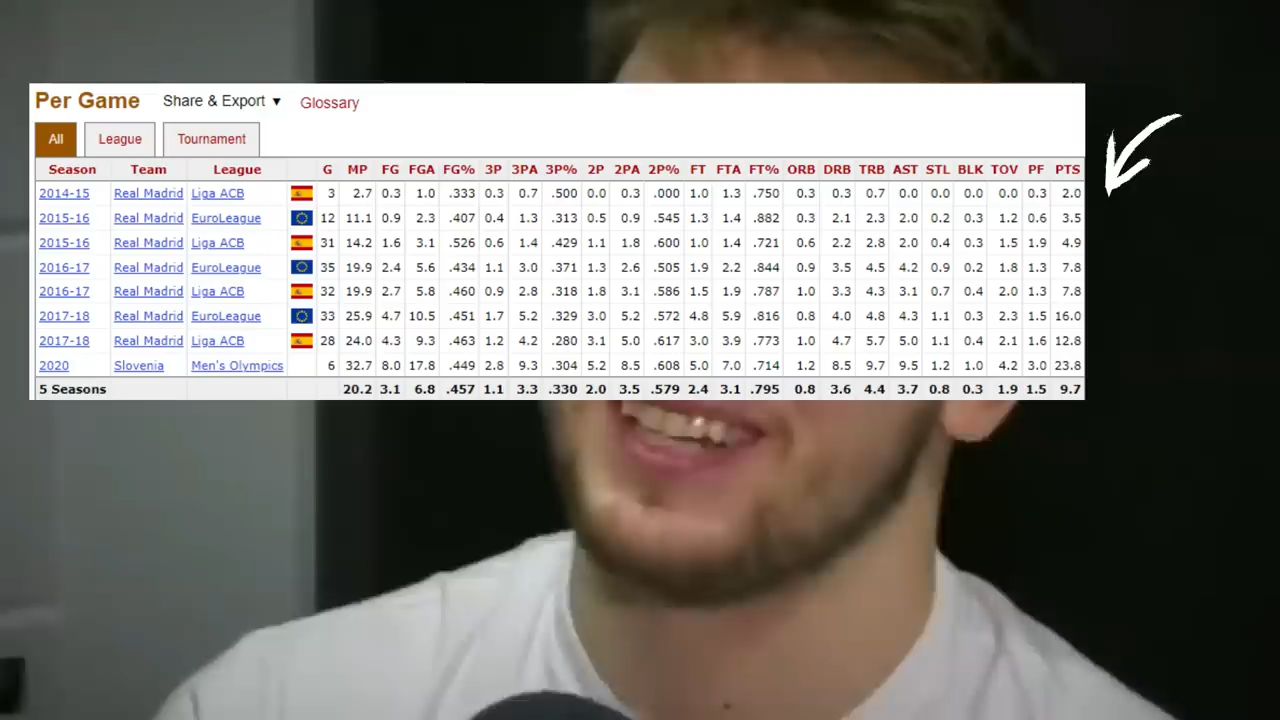 Per Game Share & Export ▼ Glossary
All League Tournament
Season Team League G MP FG FGA FG% 3P 3PA 3P% 2P 2PA 2P% FT FTA FT% ORB DRB TRB AST STL BLK TOV PF PTS
2014-15 Real Madrid Liga ACB 3 2.7 0.3 1.0 .333 0.3 0.7 .500 0.0 0.3 .000 1.0 1.3 .750 0.3 0.3 0.7 0.0 0.0 0.0 0.0 0.3 2.0
2015-16 Real Madrid EuroLeague 12 11.1 0.9 2.3 .407 0.4 1.3 .313 0.5 0.9 .545 1.3 1.4 .882 0.3 2.1 2.3 2.0 0.2 0.0 1.2 0.6 3.5
2015-16 Real Madrid Liga ACB 31 14.2 1.6 3.1 .526 0.6 1.4 .429 1.1 1.8 .600 1.0 1.4 .721 0.6 2.2 2.8 2.0 0.4 0.3 1.5 1.9 4.9
2016-17 Real Madrid EuroLeague 35 19.9 2.4 5.6 .434 1.1 3.0 .371 1.3 2.6 .505 1.9 2.2 .844 0.9 3.5 4.5 4.2 0.9 0.2 1.8 1.3 7.8
2016-17 Real Madrid Liga ACB 32 19.9 2.7 5.8 .460 0.9 2.8 .318 1.8 3.1 .586 1.5 1.9 .787 1.0 3.3 4.3 3.1 0.7 0.4 2.0 1.3 7.8
2017-18 Real Madrid EuroLeague 33 25.9 4.7 10.5 .451 1.7 5.2 .329 3.0 5.2 .572 4.8 5.9 .816 0.8 4.0 4.8 4.3 1.1 0.3 2.3 1.5 16.0
2017-18 Real Madrid Liga ACB 28 24.0 4.3 9.3 .463 1.2 4.2 .280 3.1 5.0 .617 3.0 3.9 .773 1.0 4.7 5.7 5.0 1.1 0.4 2.1 1.6 12.8
2020 Slovenia Men's Olympics 6 32.7 8.0 17.8 .449 2.8 9.3 .304 5.2 8.5 .608 5.0 7.0 .714 1.2 8.5 9.7 9.5 1.2 1.0 4.2 3.0 23.8
5 Seasons 20.2 3.1 6.8 .457 1.1 3.3 .330 2.0 3.5 .579 2.4 3.1 .795 0.8 3.6 4.4 3.7 0.8 0.3 1.9 1.5 9.7